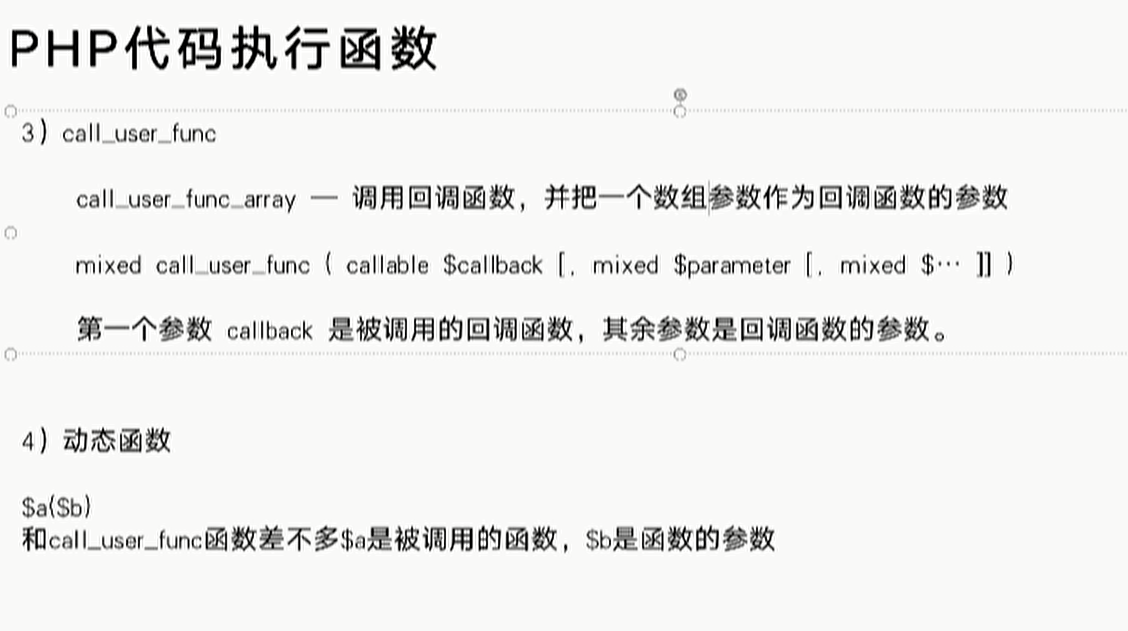 PHP代码执行函数
3）call_user_func
call_user_func_array — 调用回调函数，并把一个数组参数作为回调函数的参数
mixed call_user_func ( callable $callback [, mixed $parameter [, mixed $··· ]] )
第一个参数 callback 是被调用的回调函数，其余参数是回调函数的参数。
4）动态函数
$a($b)
和call_user_func函数差不多$a是被调用的函数，$b是函数的参数